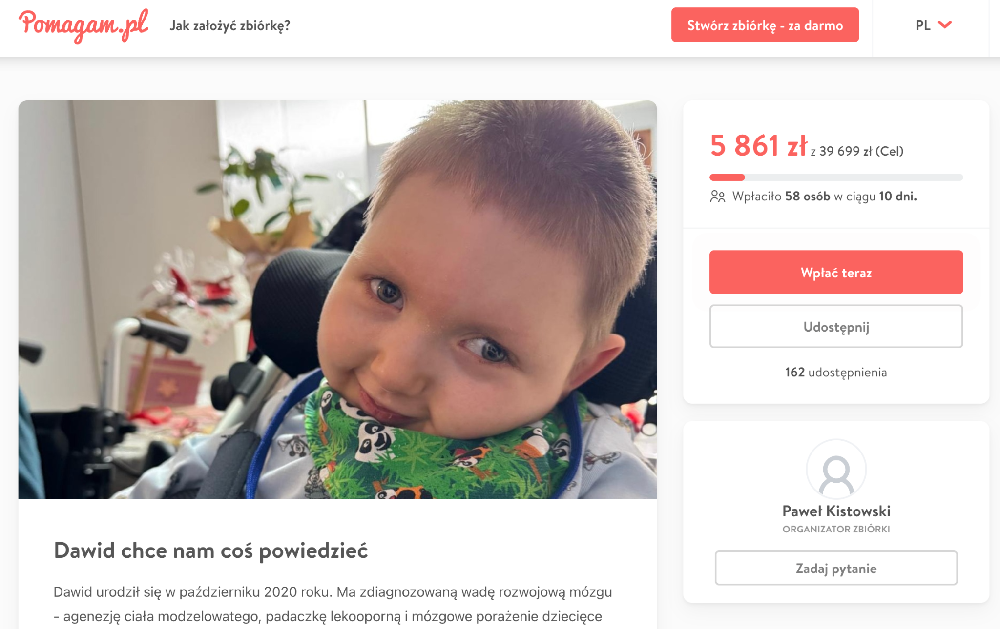 Pomagam.pl
Jak założyć zbiórkę?
Stwórz zbiórkę - za darmo
PL
5 861 zł z 39 699 zł (Cel)
Wpłaciło 58 osób w ciągu 10 dni.
Wpłać teraz
Udostępnij
162 udostępnienia
Paweł Kistowski
ORGANIZATOR ZBIÓRKI
Zadaj pytanie
Dawid chce nam coś powiedzieć
Dawid urodził się w październiku 2020 roku. Ma zdiagnozowaną wadę rozwojową mózgu
- agenezję ciała modzelowatego, padaczkę lekooporną i mózgowe porażenie dziecięce